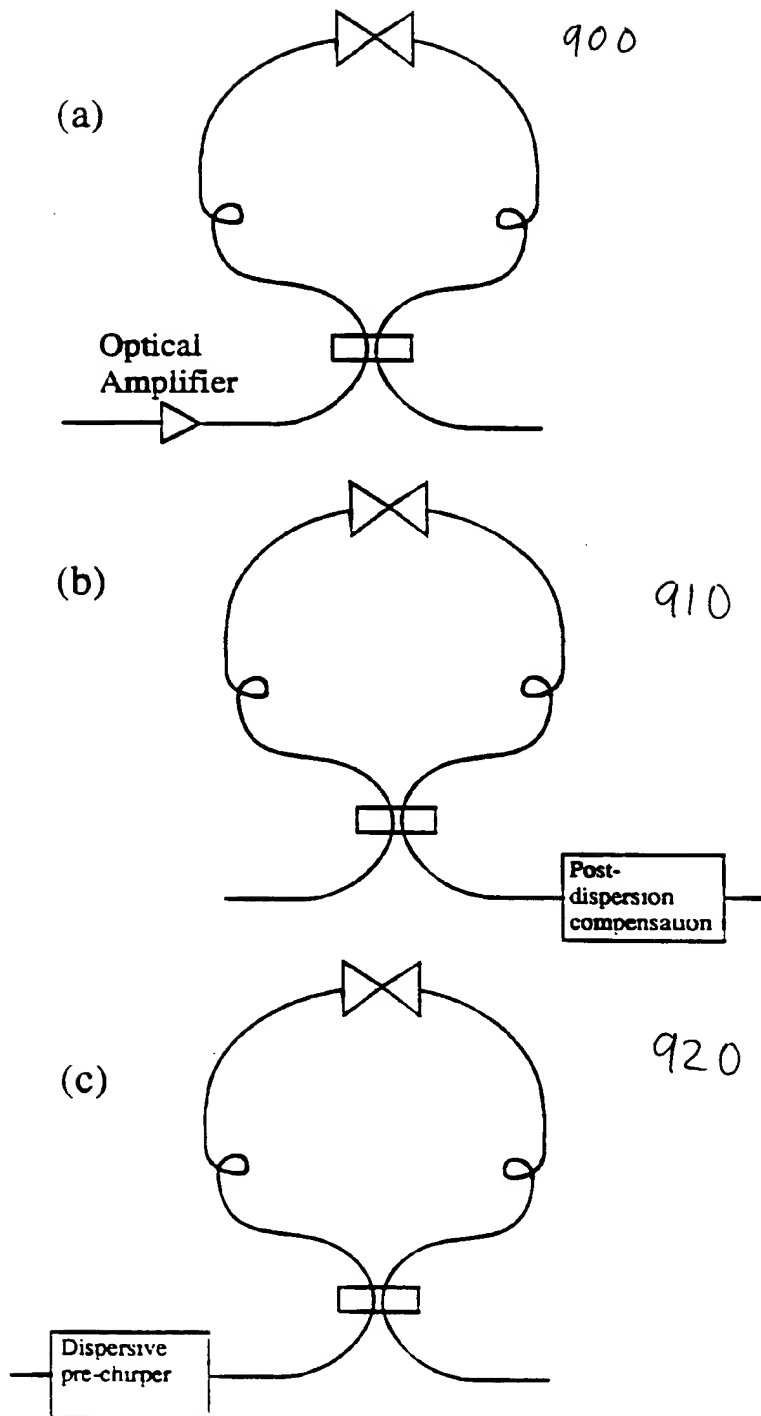 900
(a)
Optical
Amplifier
(b)
910
Post-
dispersion
compensation
(c)
920
Dispersive
pre-chirper